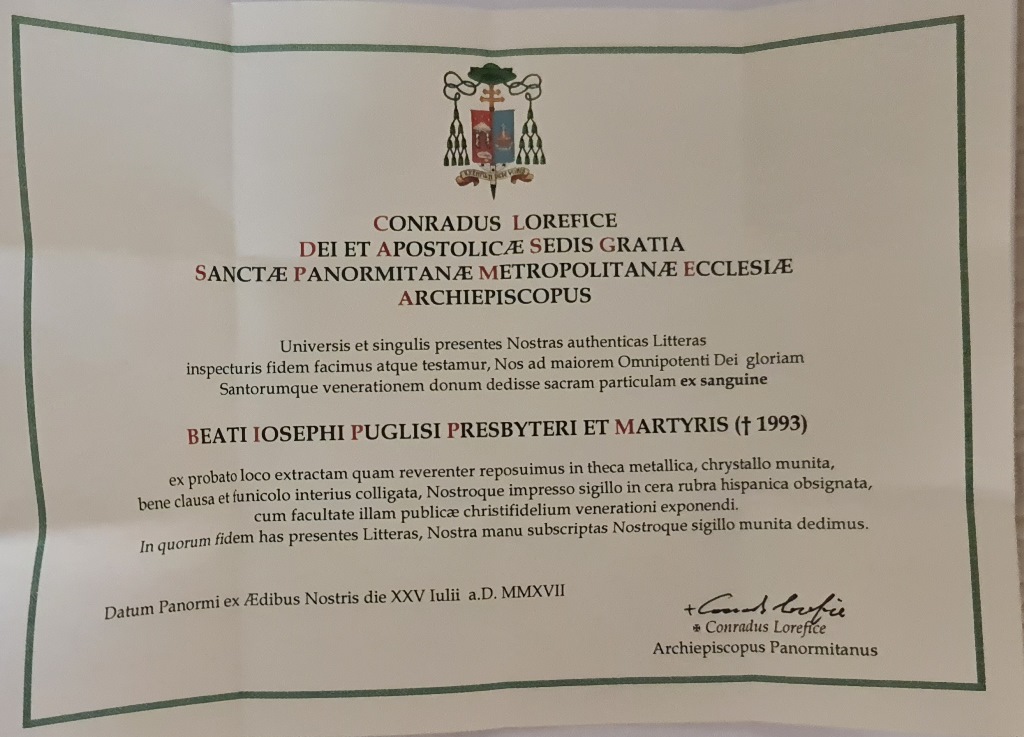 CONRADUS LOREFICE
DEI ET APOSTOLICÆ SEDIS GRATIA
SANCTÆ PANORMITANÆ METROPOLITANÆ ECCLESIÆ
ARCHIEPISCOPUS
Universis et singulis presentes Nostras authenticas Litteras
inspecturis fidem facimus atque testamur, Nos ad maiorem Omnipotenti Dei gloriam
Santorumque venerationem donum dedisse sacram particulam ex sanguine
BEATI IOSEPHI PUGLISI PRESBYTERI ET MARTYRIS († 1993)
ex probato loco extractam quam reverenter reposuimus in theca metallica, chrystallo munita,
bene clausa et funicolo interius colligata, Nostroque impresso sigillo in cera rubra hispanica obsignata,
cum facultate illam publicæ christifidelium venerationi exponendi.
In quorum fidem has presentes Litteras, Nostra manu subscriptas Nostroque sigillo munita dedimus.
Datum Panormi ex Ædibus Nostris die XXV Iulii a.D. MMXVII
+ Conrado Lorefice
✠ Conradus Lorefice
Archiepiscopus Panormitanus